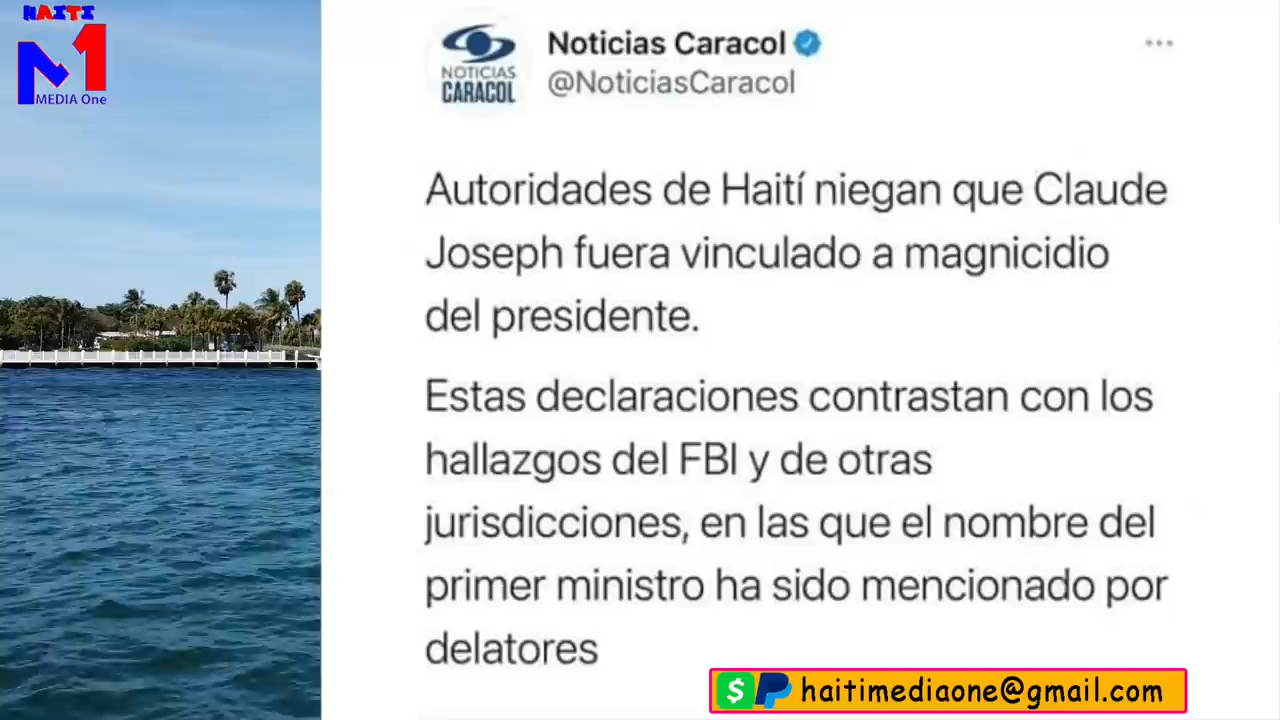 HAITI
M1
MEDIA One
NOTICIAS
CARACOL
Noticias Caracol
@NoticiasCaracol
Autoridades de Haití niegan que Claude
Joseph fuera vinculado a magnicidio
del presidente.
Estas declaraciones contrastan con los
hallazgos del FBI y de otras
jurisdicciones, en las que el nombre del
primer ministro ha sido mencionado por
delatores
$ P haitimediaone@gmail.com